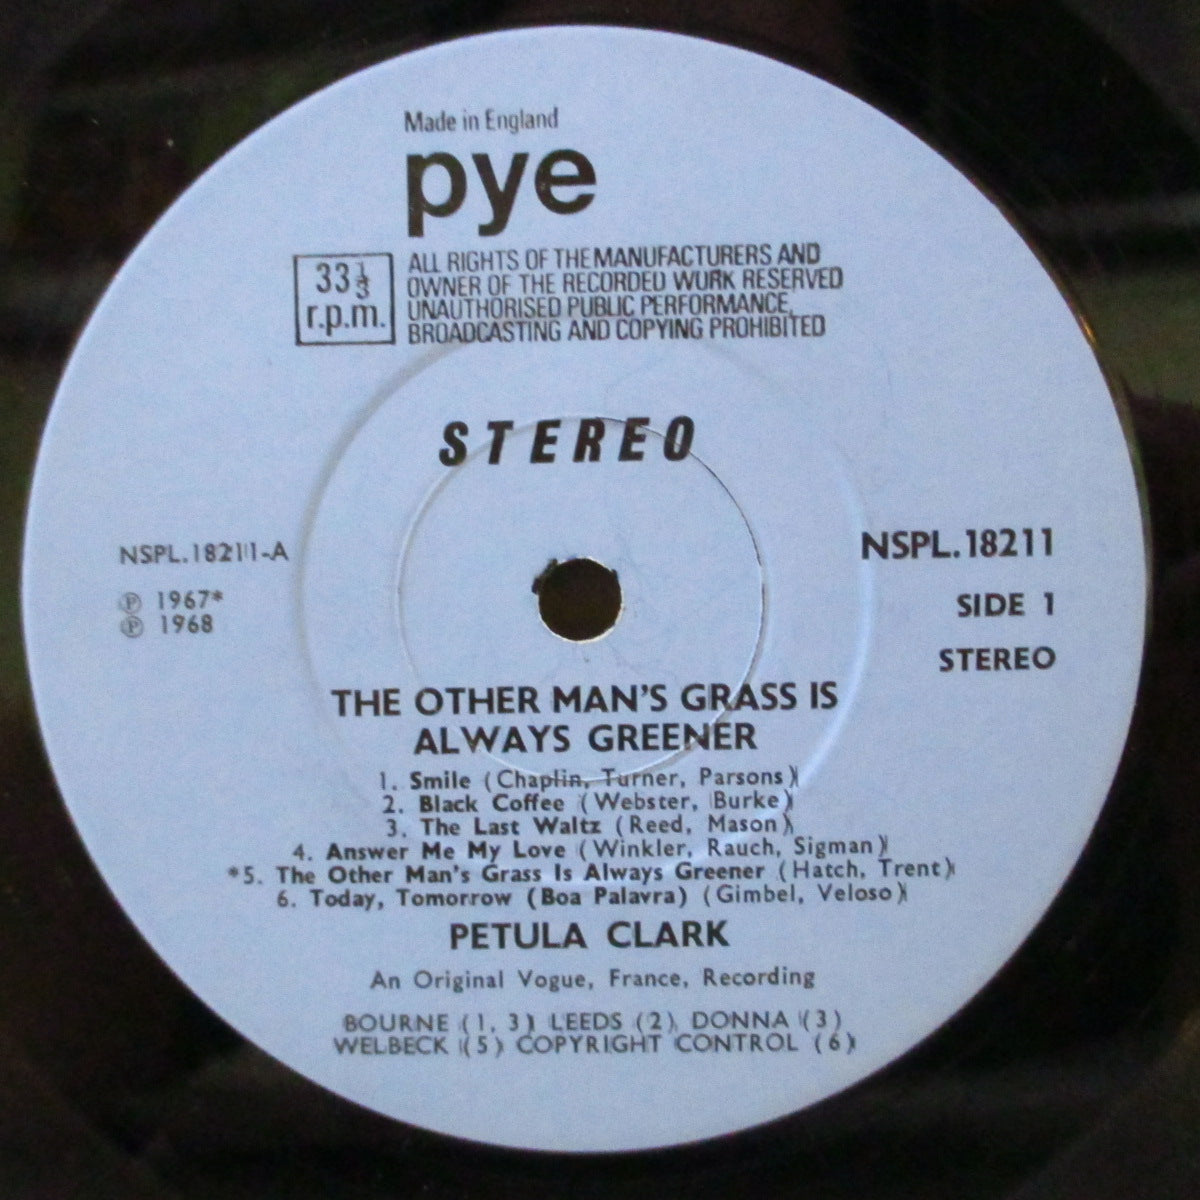 Made in England
pye
33 1/3
r.p.m.
ALL RIGHTS OF THE MANUFACTURERS AND
OWNER OF THE RECORDED WORK RESERVED
UNAUTHORISED PUBLIC PERFORMANCE,
BROADCASTING AND COPYING PROHIBITED
STEREO
NSPL.18211-A
℗ 1967*
℗ 1968
NSPL.18211
SIDE 1
STEREO
THE OTHER MAN'S GRASS IS
ALWAYS GREENER
1. Smile (Chaplin, Turner, Parsons)
2. Black Coffee (Webster, Burke)
3. The Last Waltz (Reed, Mason)
4. Answer Me My Love (Winkler, Rauch, Sigman)
*5. The Other Man's Grass Is Always Greener (Hatch, Trent)
6. Today, Tomorrow (Boa Palavra) (Gimbel, Veloso)
PETULA CLARK
An Original Vogue, France, Recording
BOURNE (1, 3) LEEDS (2), DONNA (3)
WELBECK (5) COPYRIGHT CONTROL (6)